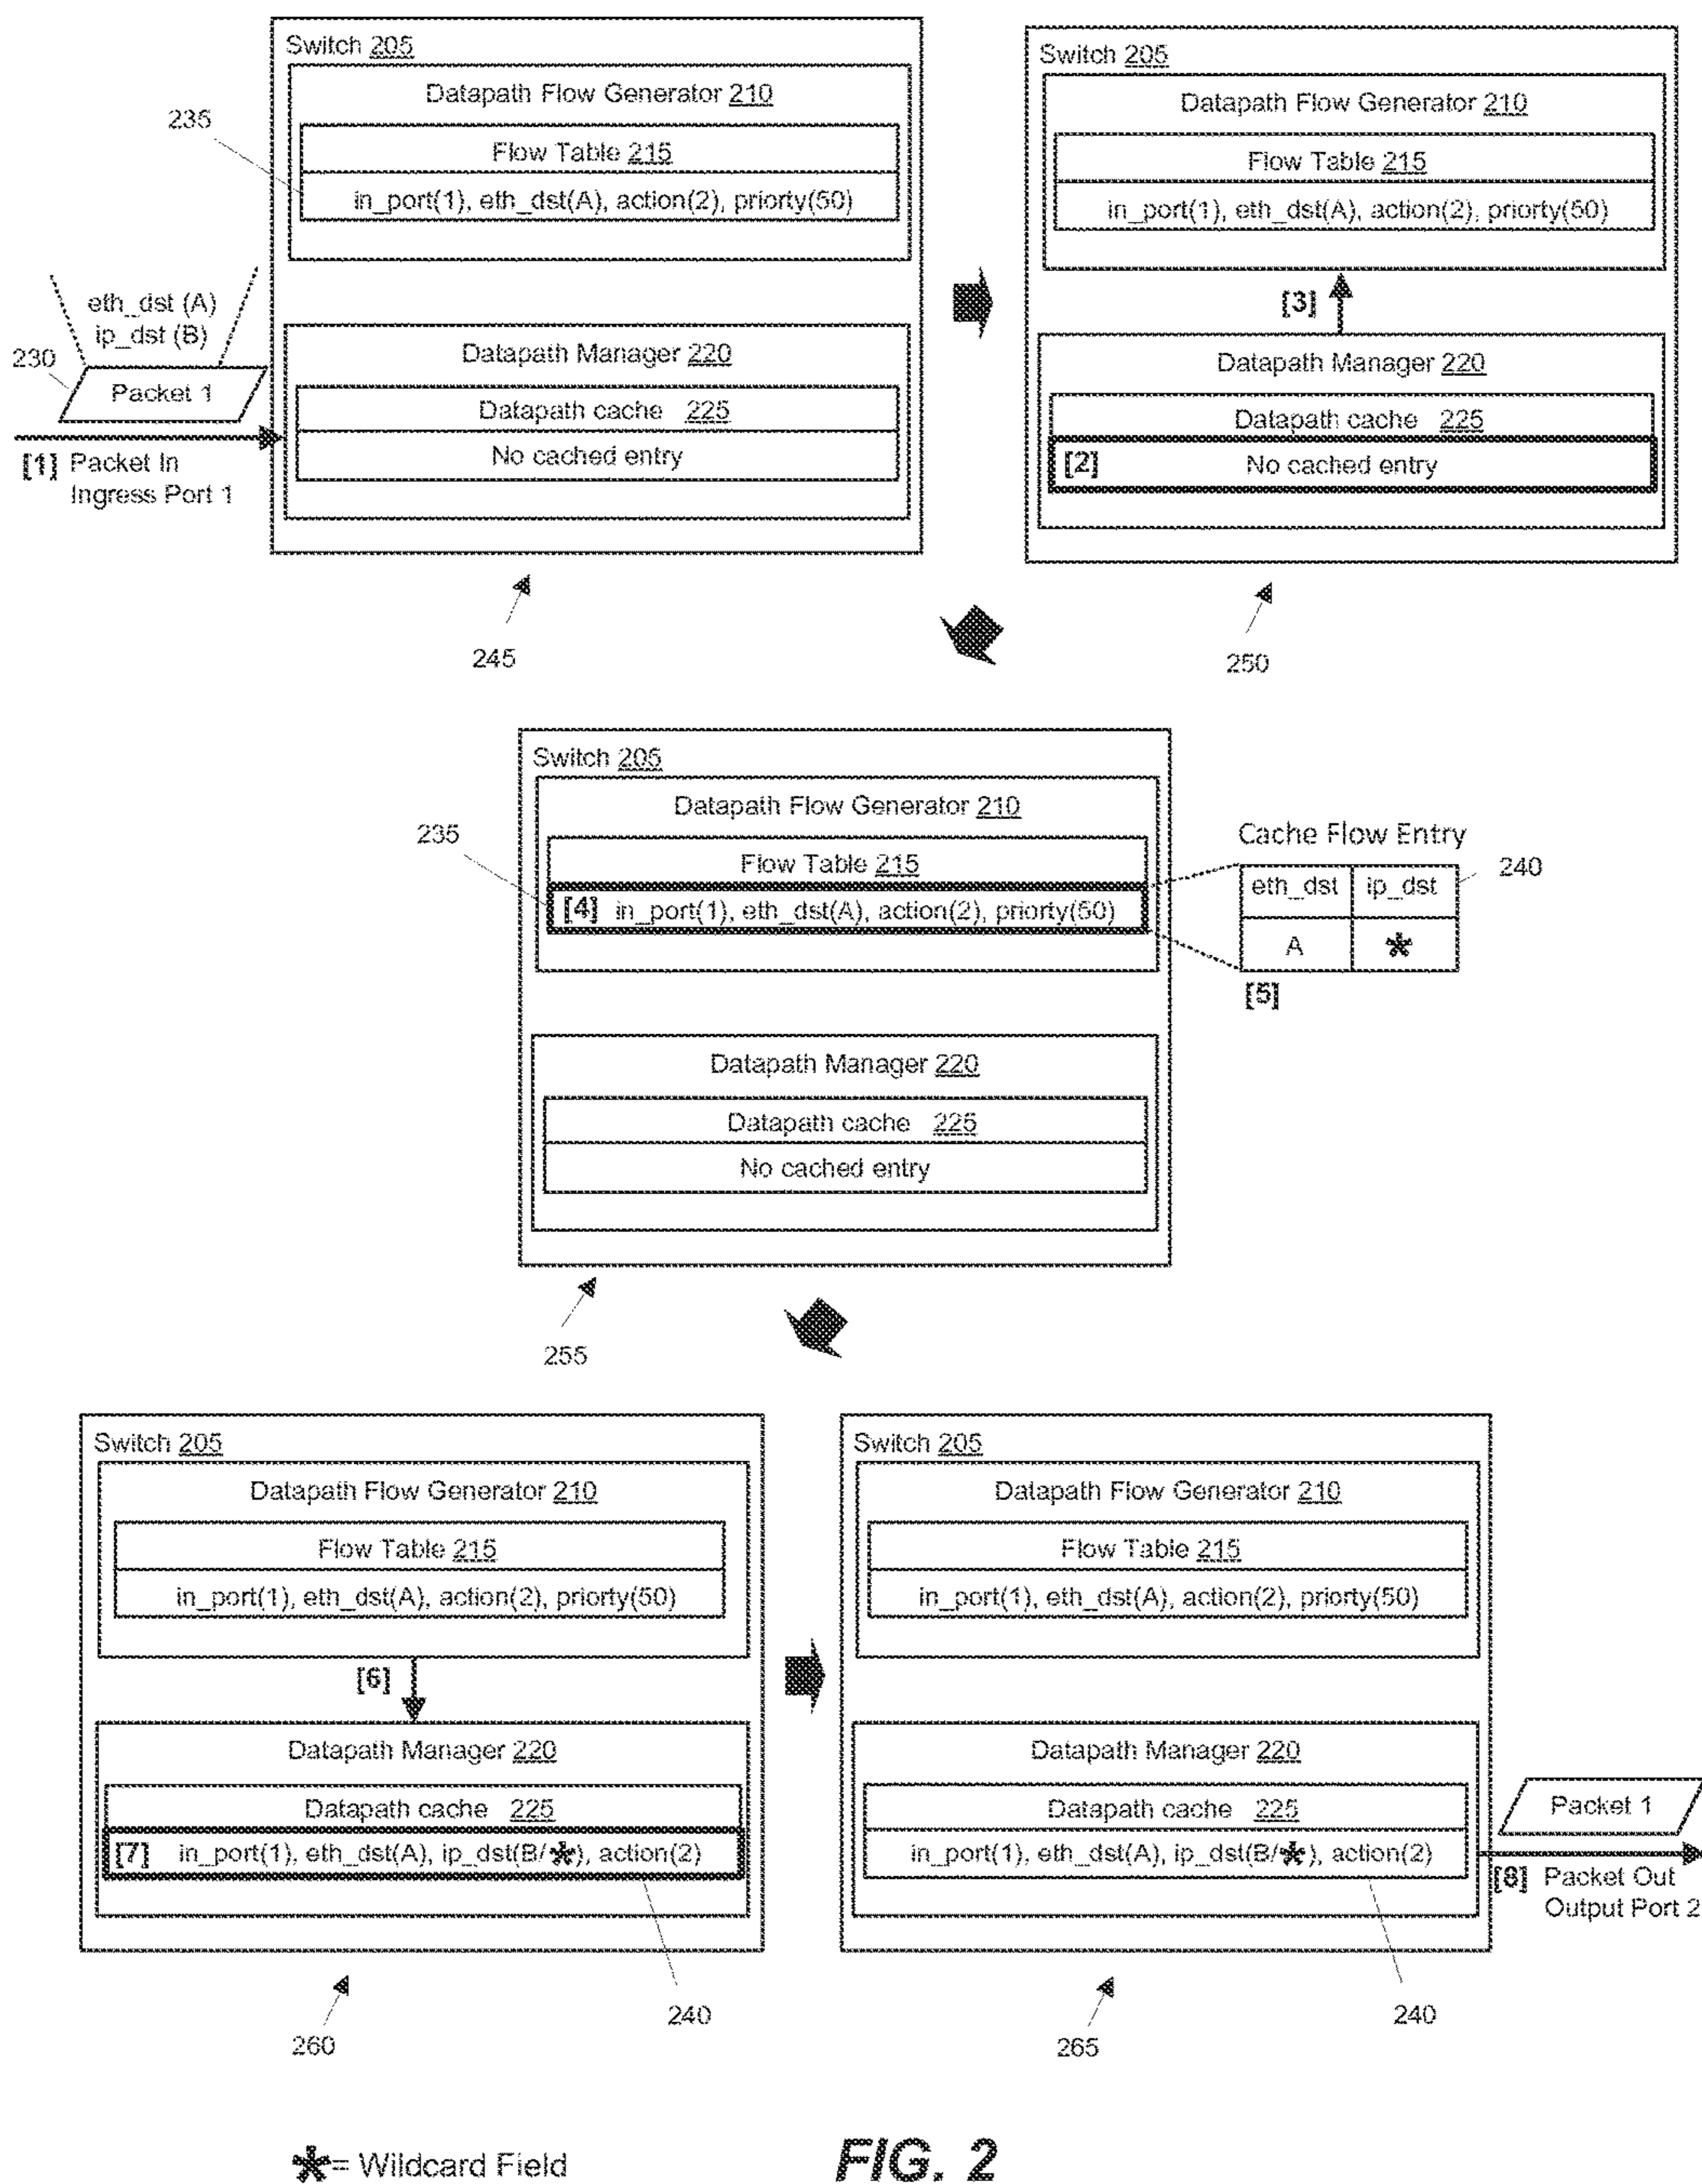 Switch 205
Datapath Flow Generator 210
235
Flow Table 215
in_port(1), eth_dst(A), action(2), priorty(50)
eth_dst (A)
ip_dst (B)
230
Packet 1
Datapath Manager 220
Datapath cache 225
No cached entry
[1] Packet In
Ingress Port 1
245
Switch 205
Datapath Flow Generator 210
Flow Table 215
in_port(1), eth_dst(A), action(2), priorty(50)
[3]
Datapath Manager 220
Datapath cache 225
[2] No cached entry
250
Switch 205
Datapath Flow Generator 210
235
Flow Table 215
[4] in_port(1), eth_dst(A), action(2), priorty(50)
Cache Flow Entry
240
eth_dst ip_dst
A *
[5]
Datapath Manager 220
Datapath cache 225
No cached entry
255
Switch 205
Datapath Flow Generator 210
Flow Table 215
in_port(1), eth_dst(A), action(2), priorty(50)
[6]
Datapath Manager 220
Datapath cache 225
[7] in_port(1), eth_dst(A), ip_dst(B/*), action(2)
240
260
Switch 205
Datapath Flow Generator 210
Flow Table 215
in_port(1), eth_dst(A), action(2), priorty(50)
Datapath Manager 220
Datapath cache 225
in_port(1), eth_dst(A), ip_dst(B/*), action(2)
Packet 1
[8] Packet Out
Output Port 2
240
265
*= Wildcard Field
FIG. 2